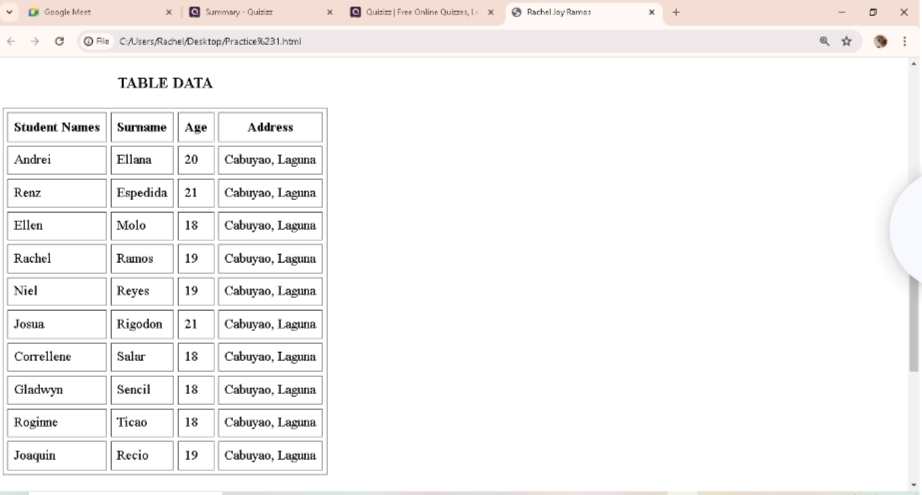 Google Meet
Summary - Quizizz
Quizizz | Free Online Quizzes, L
Rachel Joy Ramos
File C:/Users/Rachel/Desktop/Practice%231.html
TABLE DATA
Student Names Surname Age Address
Andrei Ellana 20 Cabuyao, Laguna
Renz Espedida 21 Cabuyao, Laguna
Ellen Molo 18 Cabuyao, Laguna
Rachel Ramos 19 Cabuyao, Laguna
Niel Reyes 19 Cabuyao, Laguna
Josua Rigodon 21 Cabuyao, Laguna
Correllene Salar 18 Cabuyao, Laguna
Gladwyn Sencil 18 Cabuyao, Laguna
Roginne Ticao 18 Cabuyao, Laguna
Joaquin Recio 19 Cabuyao, Laguna